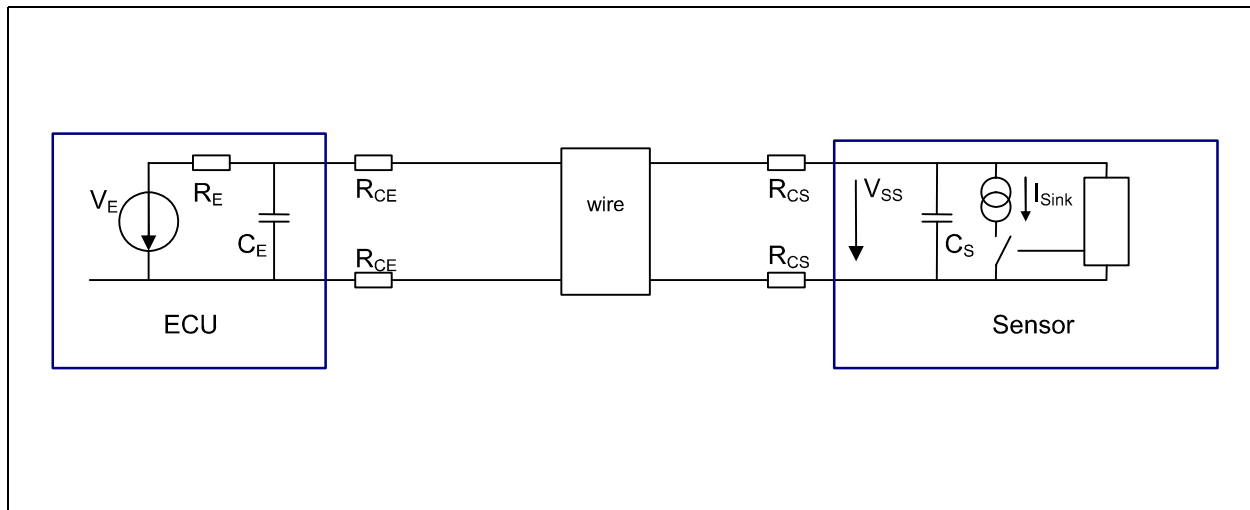 V_E
R_E
C_E
R_CE
R_CE
wire
R_CS
R_CS
V_SS
C_S
I_Sink
ECU
Sensor